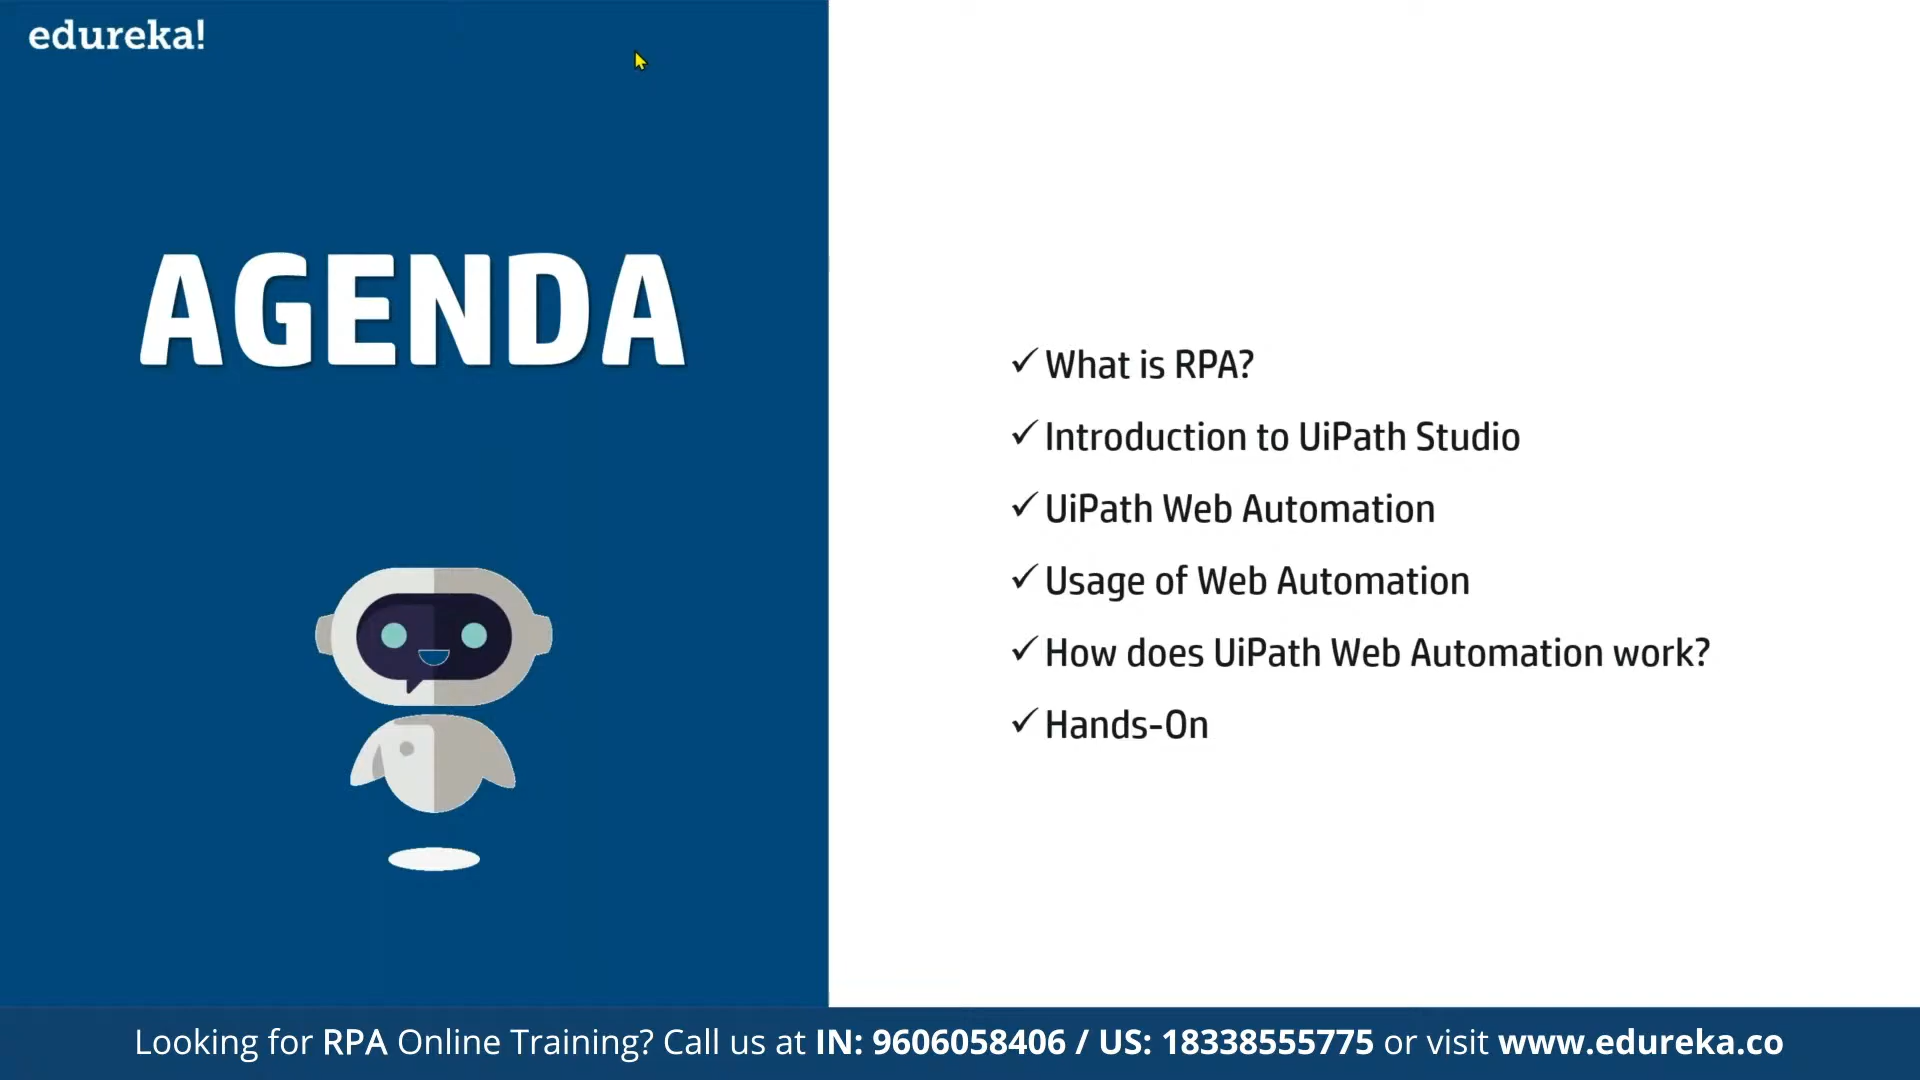 edureka!
AGENDA
✓ What is RPA?
✓ Introduction to UiPath Studio
✓ UiPath Web Automation
✓ Usage of Web Automation
✓ How does UiPath Web Automation work?
✓ Hands-On
Looking for RPA Online Training? Call us at IN: 9606058406 / US: 18338555775 or visit www.edureka.co